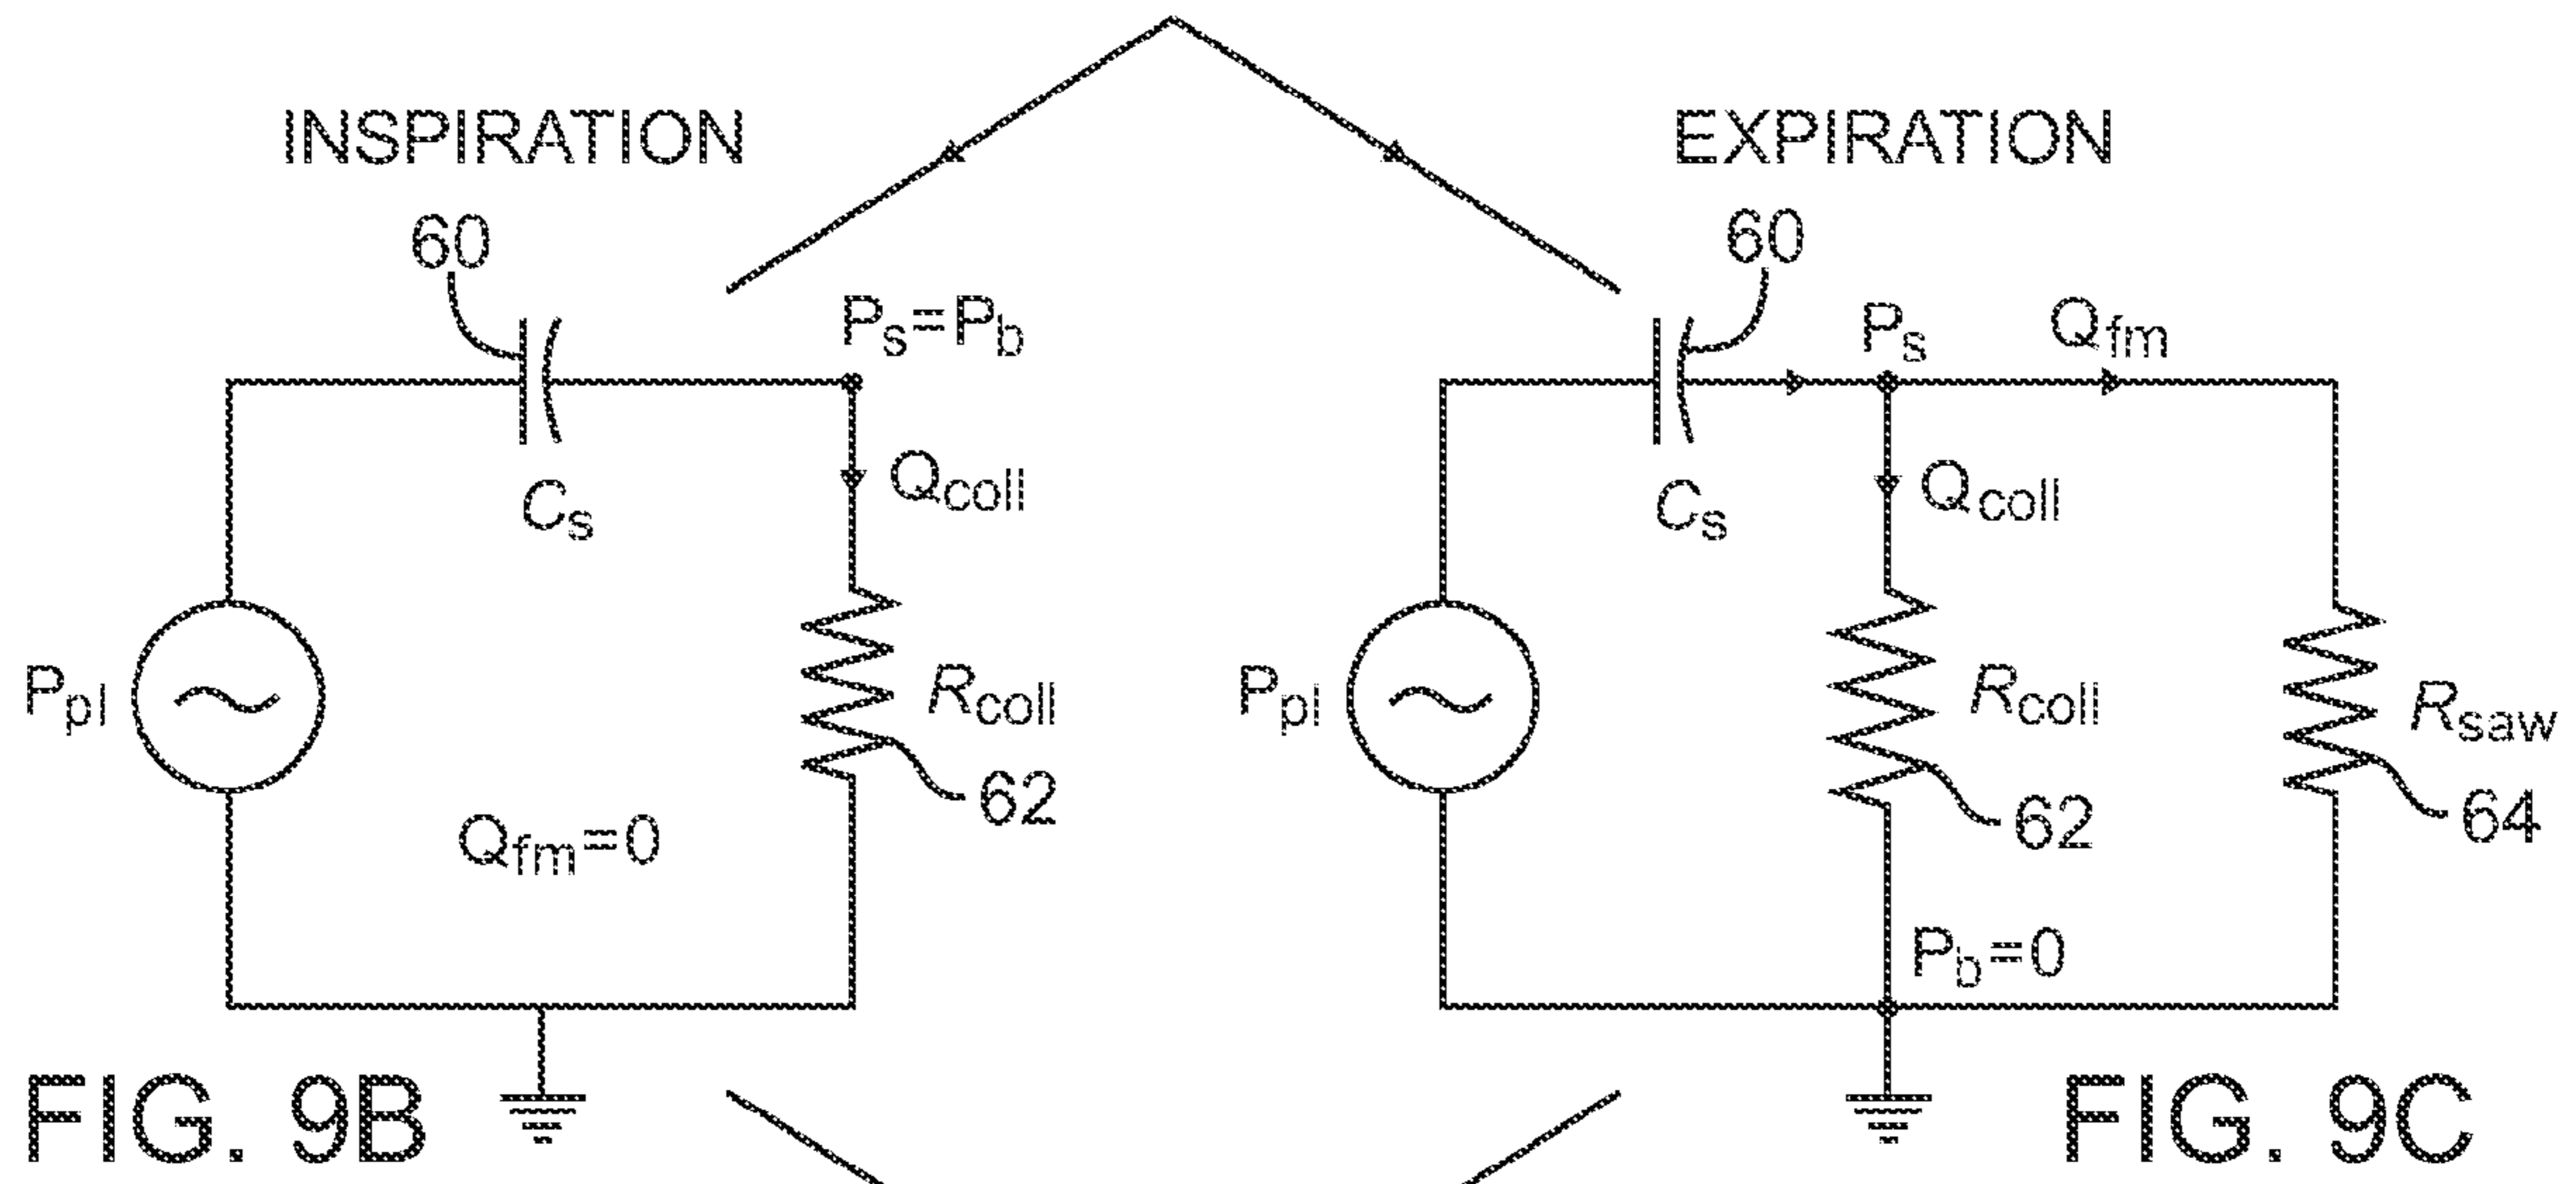 INSPIRATION
60
Ps=Pb
Cs
Qcoll
Ppl
Rcoll
62
Qfm=0
FIG. 9B
EXPIRATION
60
Ps
Qfm
Cs
Qcoll
Ppl
Rcoll
62
Rsaw
64
Pb=0
FIG. 9C